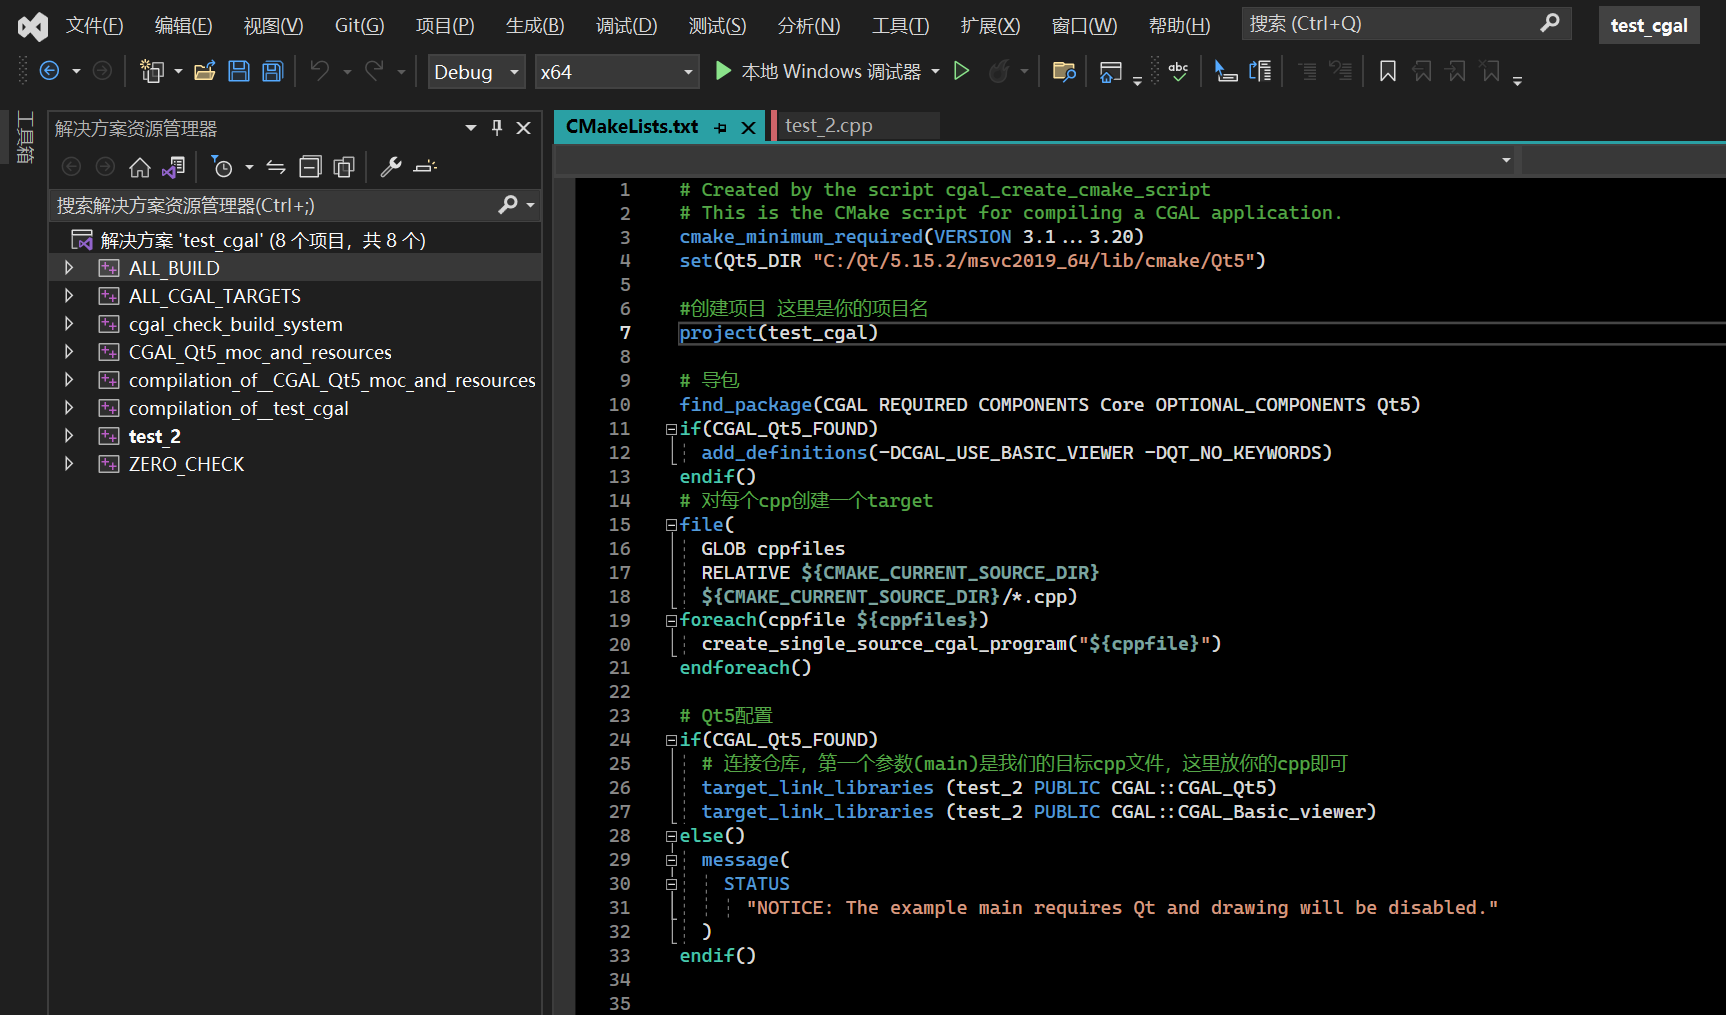 文件(F) 编辑(E) 视图(V) Git(G) 项目(P) 生成(B) 调试(D) 测试(S) 分析(N) 工具(T) 扩展(X) 窗口(W) 帮助(H) 搜索 (Ctrl+Q) test_cgal
Debug x64 本地 Windows 调试器 abc
工具箱
解决方案资源管理器
搜索解决方案资源管理器(Ctrl+;)
解决方案 'test_cgal' (8 个项目，共 8 个)
ALL_BUILD
ALL_CGAL_TARGETS
cgal_check_build_system
CGAL_Qt5_moc_and_resources
compilation_of__CGAL_Qt5_moc_and_resources
compilation_of__test_cgal
test_2
ZERO_CHECK
CMakeLists.txt test_2.cpp
1 # Created by the script cgal_create_cmake_script
2 # This is the CMake script for compiling a CGAL application.
3 cmake_minimum_required(VERSION 3.1...3.20)
4 set(Qt5_DIR "C:/Qt/5.15.2/msvc2019_64/lib/cmake/Qt5")
5
6 #创建项目 这里是你的项目名
7 project(test_cgal)
8
9 # 导包
10 find_package(CGAL REQUIRED COMPONENTS Core OPTIONAL_COMPONENTS Qt5)
11 if(CGAL_Qt5_FOUND)
12 add_definitions(-DCGAL_USE_BASIC_VIEWER -DQT_NO_KEYWORDS)
13 endif()
14 # 对每个cpp创建一个target
15 file(
16 GLOB cppfiles
17 RELATIVE ${CMAKE_CURRENT_SOURCE_DIR}
18 ${CMAKE_CURRENT_SOURCE_DIR}/*.cpp)
19 foreach(cppfile ${cppfiles})
20 create_single_source_cgal_program("${cppfile}")
21 endforeach()
22
23 # Qt5配置
24 if(CGAL_Qt5_FOUND)
25 # 连接仓库，第一个参数(main)是我们的目标cpp文件，这里放你的cpp即可
26 target_link_libraries (test_2 PUBLIC CGAL::CGAL_Qt5)
27 target_link_libraries (test_2 PUBLIC CGAL::CGAL_Basic_viewer)
28 else()
29 message(
30 STATUS
31 "NOTICE: The example main requires Qt and drawing will be disabled."
32 )
33 endif()
34
35